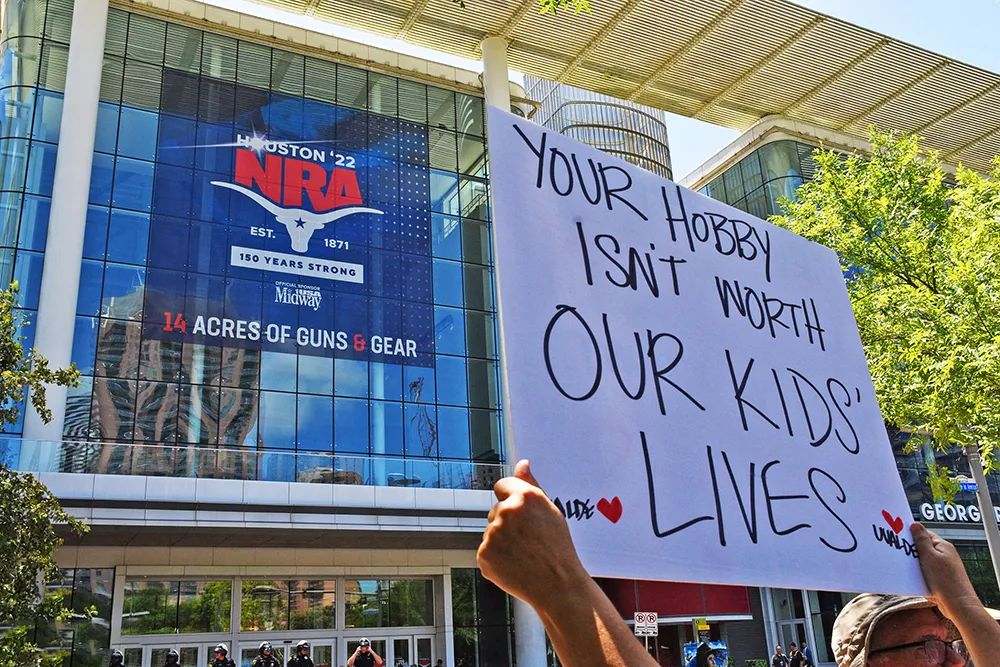 HOUSTON '22
NRA
EST. 1871
150 YEARS STRONG
OFFICIAL SPONSOR
Midway USA
14 ACRES OF GUNS & GEAR
YOUR HOBBY
ISN'T WORTH
OUR KIDS'
LIVES
UVALDE
GEORG